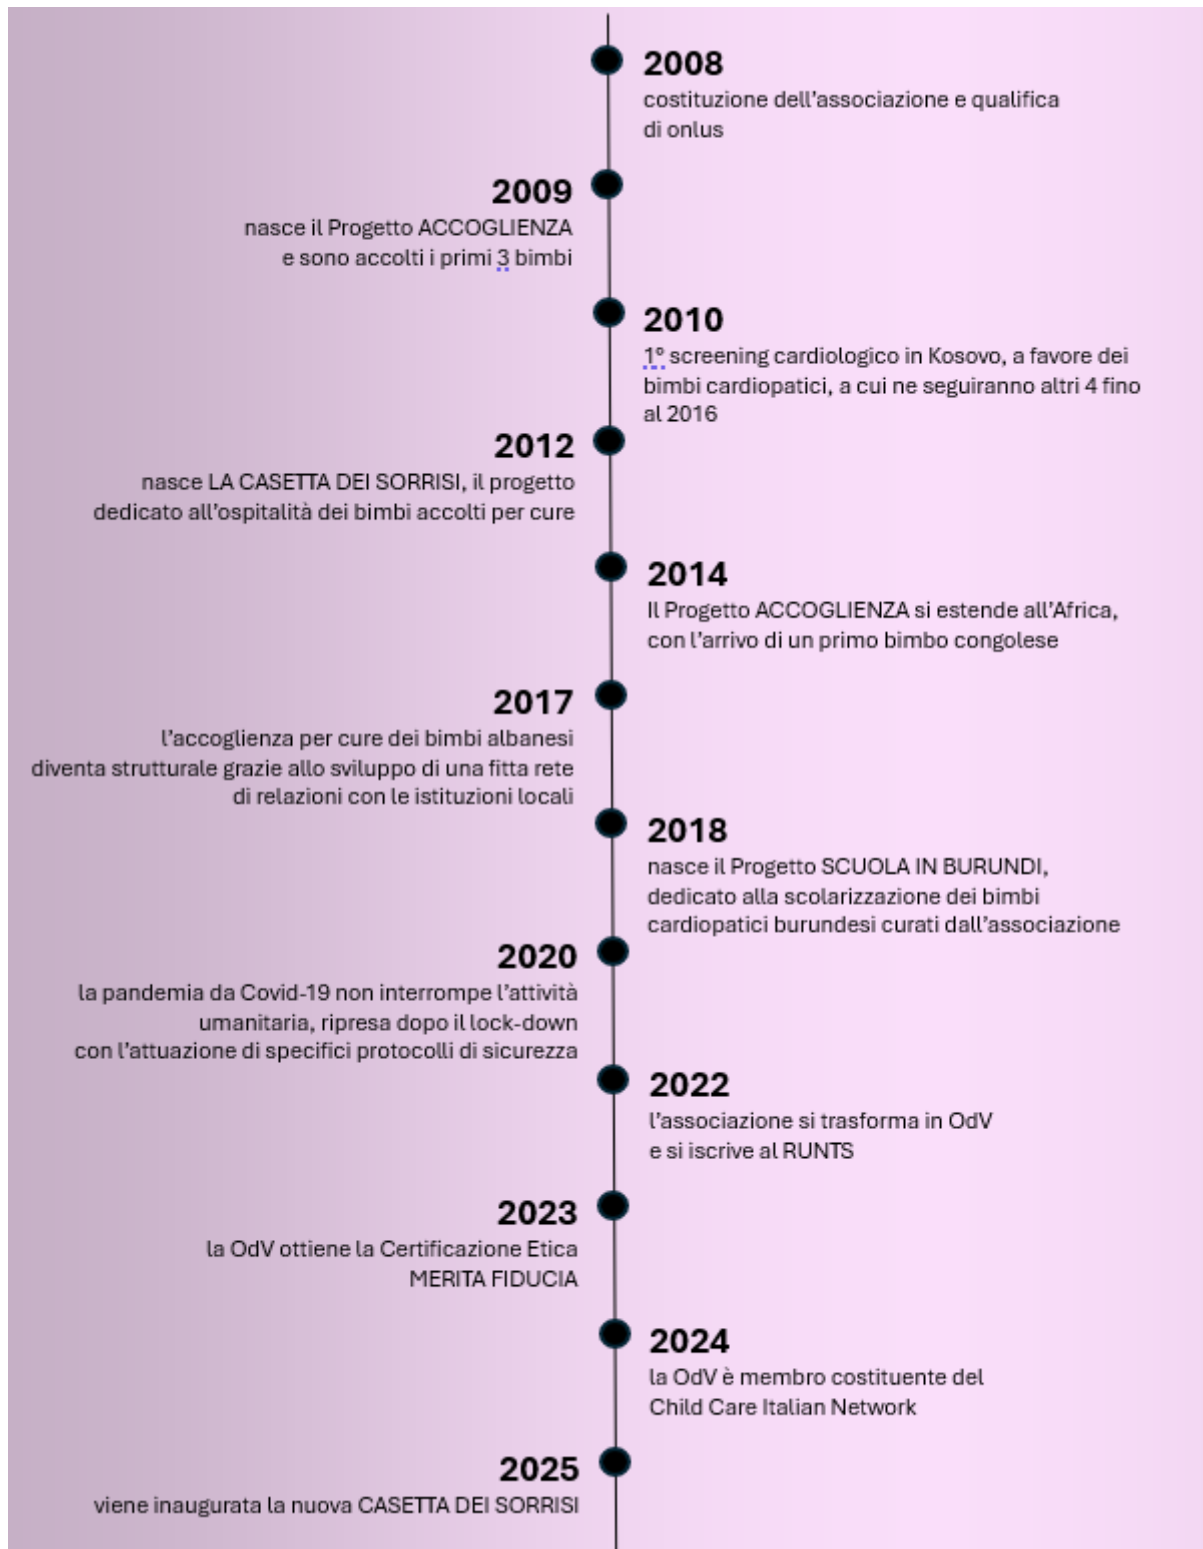 2008
costituzione dell’associazione e qualifica
di onlus
2009
nasce il Progetto ACCOGLIENZA
e sono accolti i primi 3 bimbi
2010
1° screening cardiologico in Kosovo, a favore dei
bimbi cardiopatici, a cui ne seguiranno altri 4 fino
al 2016
2012
nasce LA CASETTA DEI SORRISI, il progetto
dedicato all’ospitalità dei bimbi accolti per cure
2014
Il Progetto ACCOGLIENZA si estende all’Africa,
con l’arrivo di un primo bimbo congolese
2017
l’accoglienza per cure dei bimbi albanesi
diventa strutturale grazie allo sviluppo di una fitta rete
di relazioni con le istituzioni locali
2018
nasce il Progetto SCUOLA IN BURUNDI,
dedicato alla scolarizzazione dei bimbi
cardiopatici burundesi curati dall’associazione
2020
la pandemia da Covid-19 non interrompe l’attività
umanitaria, ripresa dopo il lock-down
con l’attuazione di specifici protocolli di sicurezza
2022
l’associazione si trasforma in OdV
e si iscrive al RUNTS
2023
la OdV ottiene la Certificazione Etica
MERITA FIDUCIA
2024
la OdV è membro costituente del
Child Care Italian Network
2025
viene inaugurata la nuova CASETTA DEI SORRISI